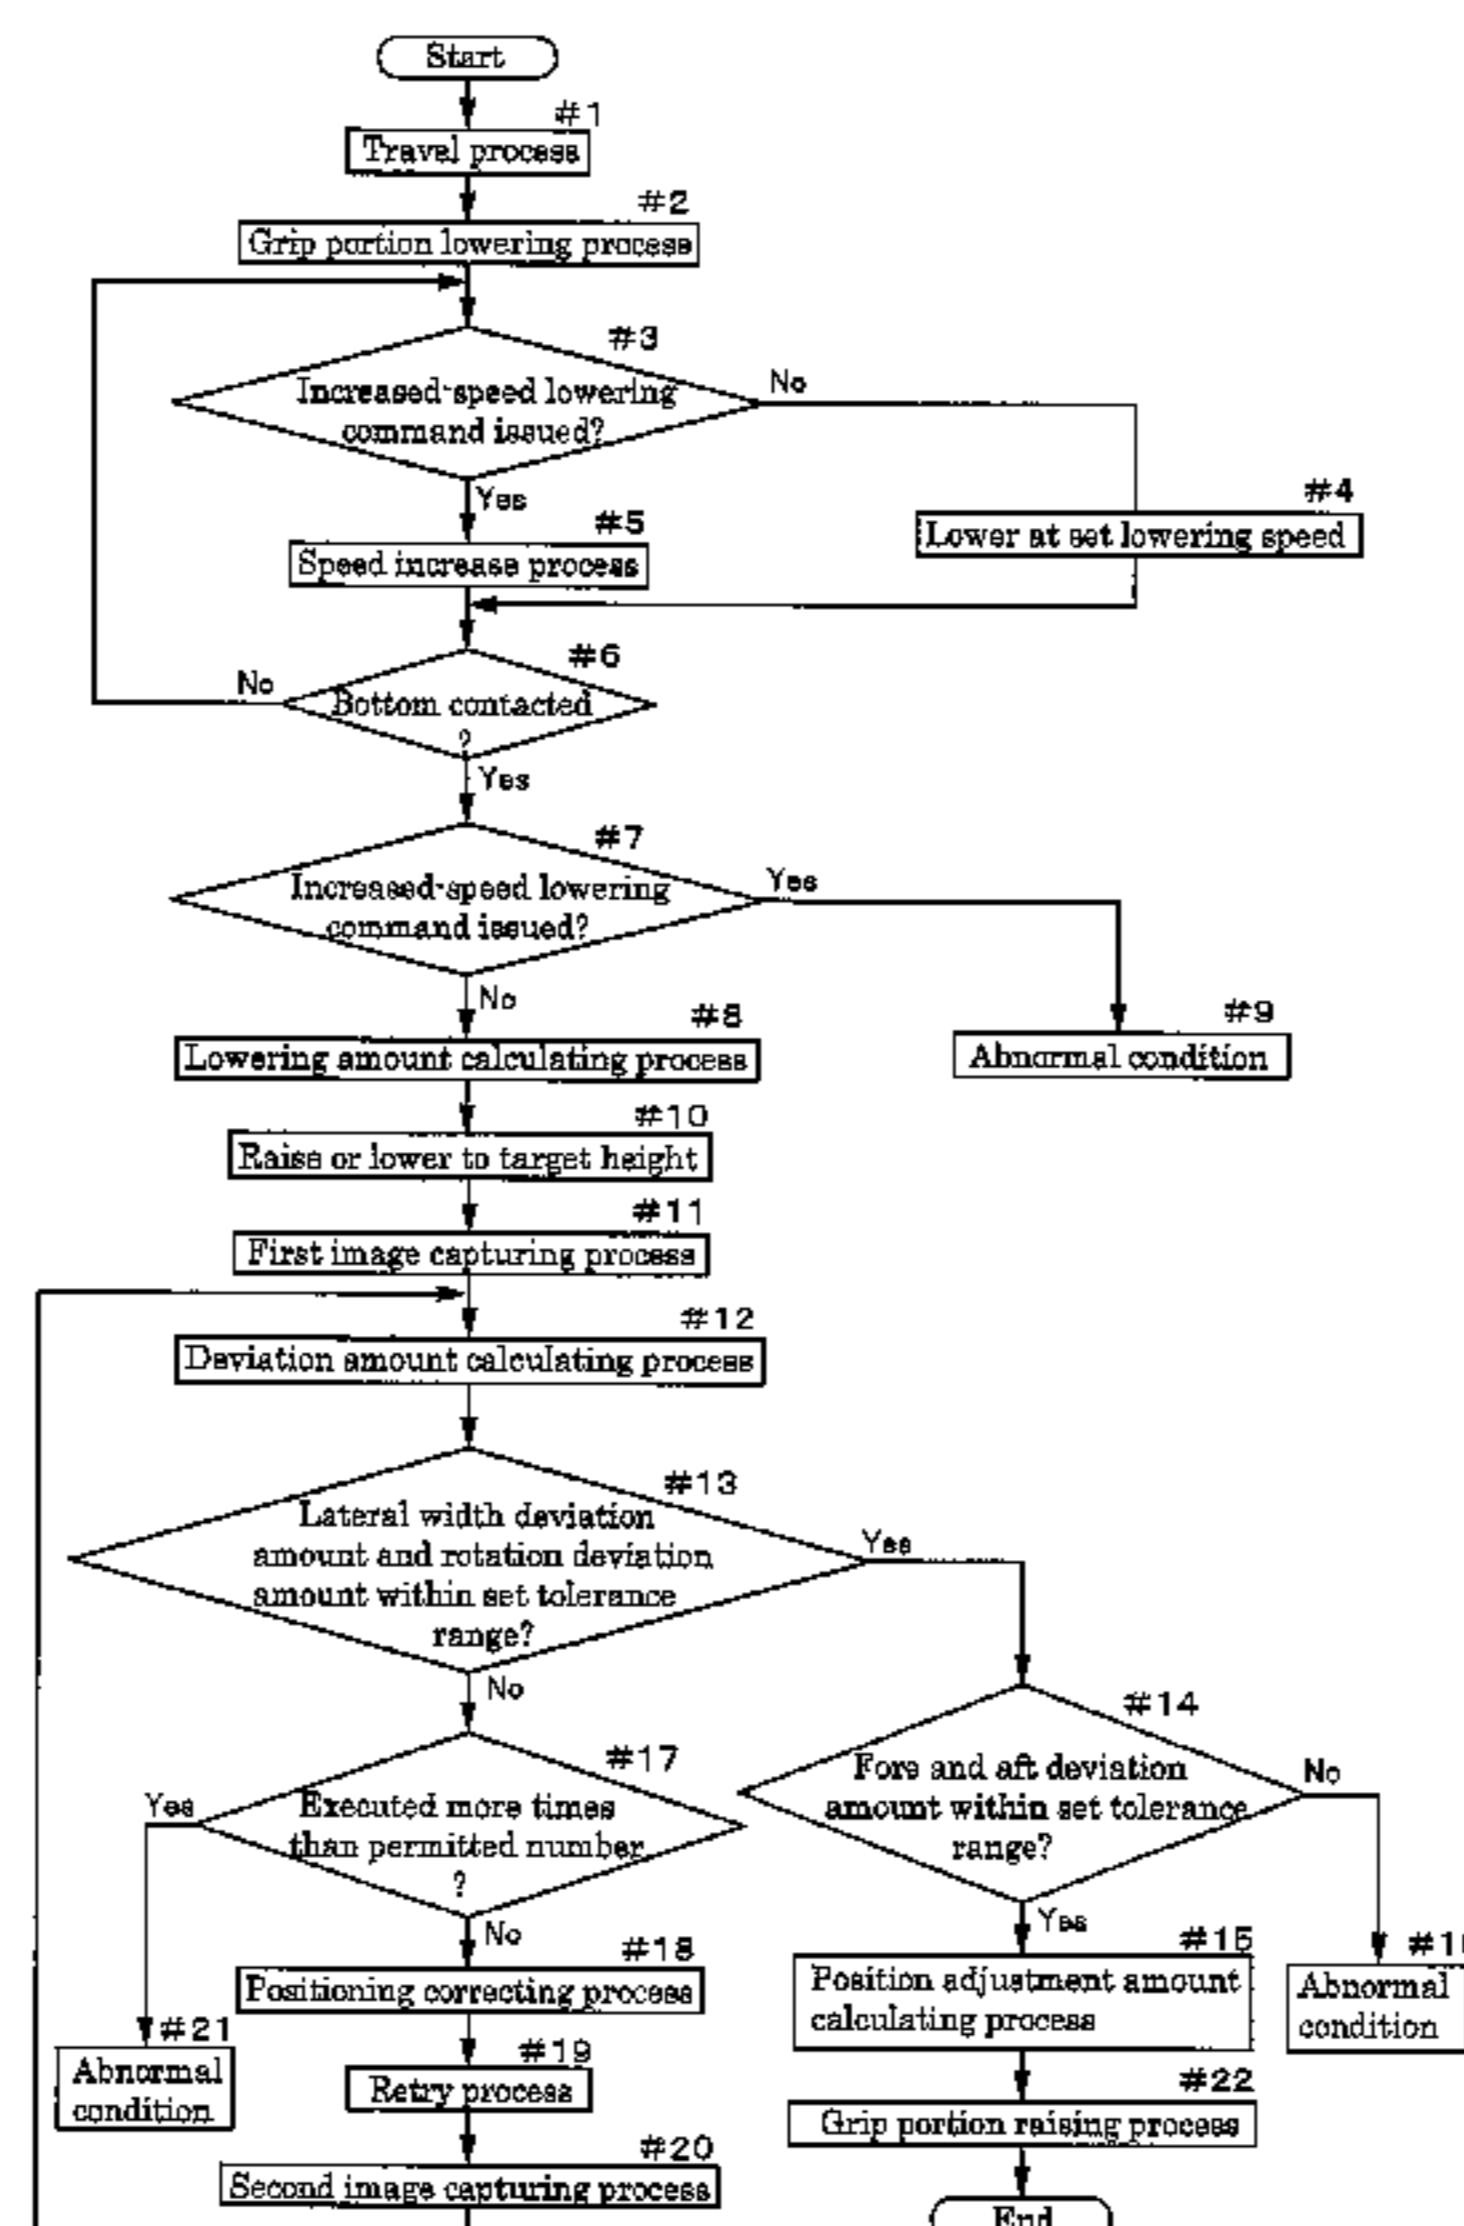 Start
#1
Travel process
#2
Grip portion lowering process
#3
Increased-speed lowering
command issued?
No
Yes
#4
Lower at set lowering speed
#5
Speed increase process
#6
No
Bottom contacted
?
Yes
#7
Increased-speed lowering
command issued?
Yes
No
#8
Lowering amount calculating process
#9
Abnormal condition
#10
Raise or lower to target height
#11
First image capturing process
#12
Deviation amount calculating process
#13
Lateral width deviation
amount and rotation deviation
amount within set tolerance
range?
Yes
No
#14
Fore and aft deviation
amount within set tolerance
range?
No
Yes
#17
Yes
Executed more times
than permitted number
?
No
#15
Position adjustment amount
calculating process
Abnormal
condition
#18
Positioning correcting process
#21
Abnormal
condition
#19
Retry process
#22
Grip portion raising process
#20
Second image capturing process
End